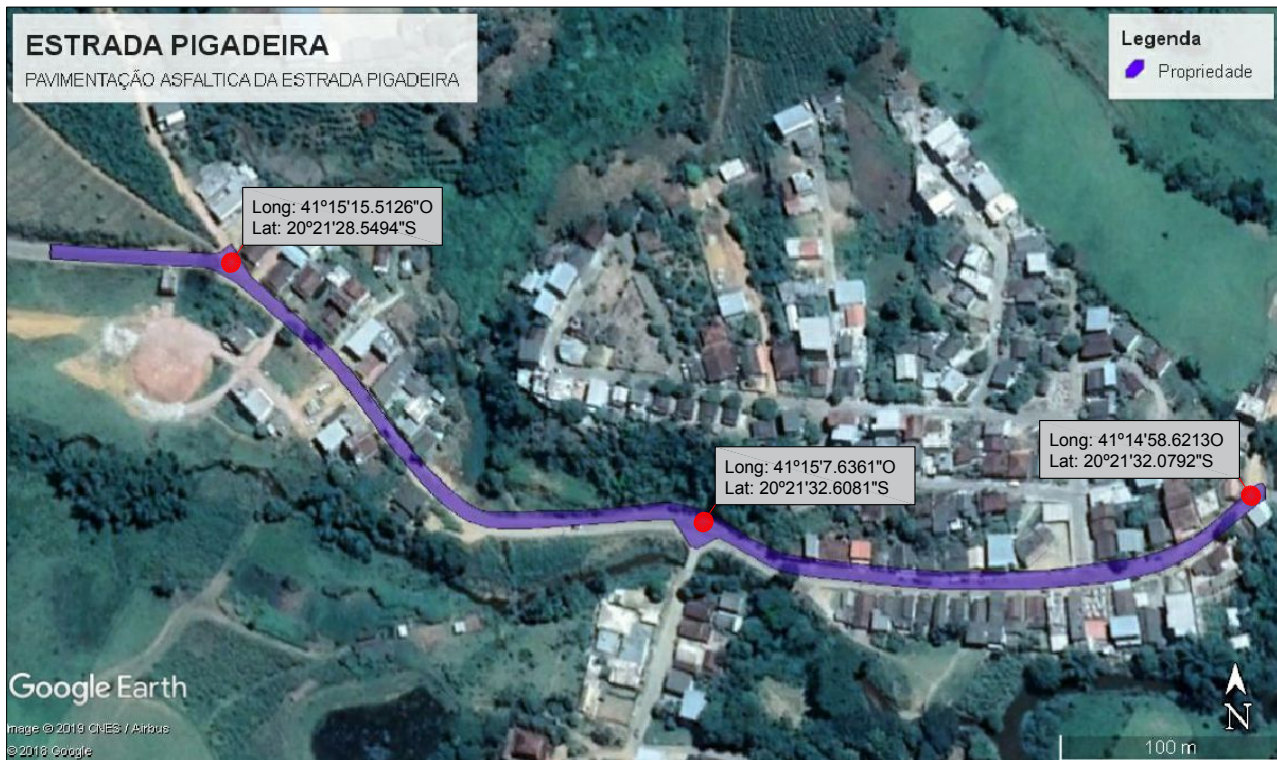 ESTRADA PIGADEIRA
PAVIMENTAÇÃO ASFALTICA DA ESTRADA PIGADEIRA
Legenda
Propriedade
Long: 41º15'15.5126"O
Lat: 20º21'28.5494"S
Long: 41º15'7.6361"O
Lat: 20º21'32.6081"S
Long: 41º14'58.6213O
Lat: 20º21'32.0792"S
Google Earth
Image © 2019 CNES / Airbus
© 2018 Google
N
100 m